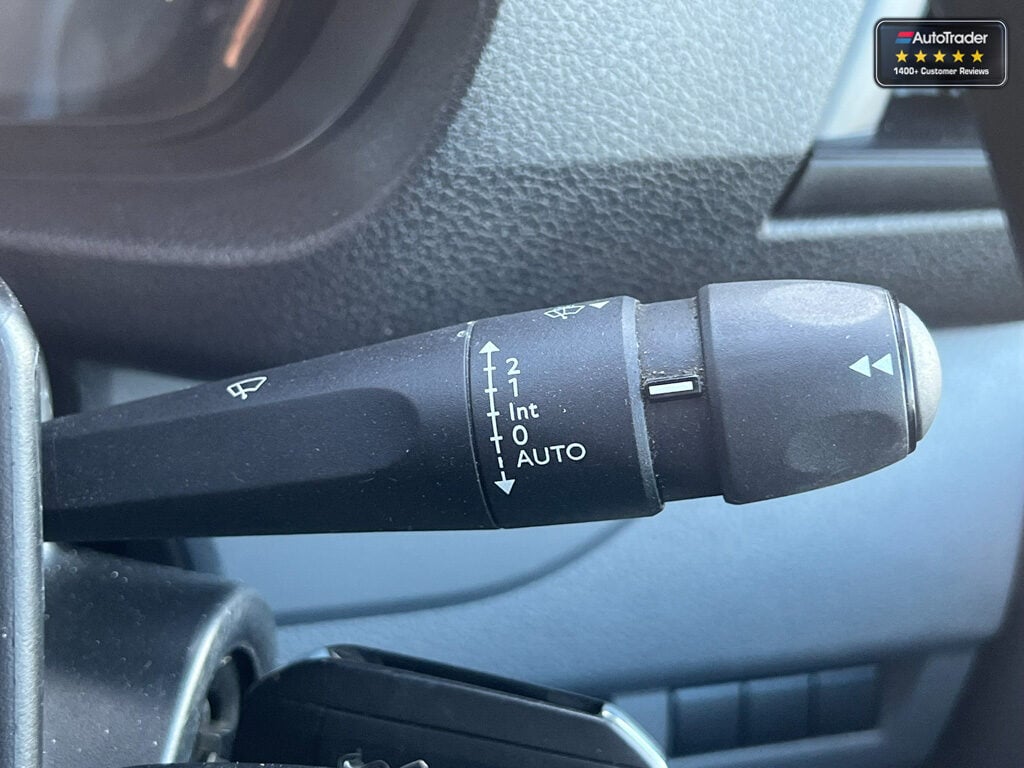 AutoTrader
1400+ Customer Reviews
2
1
Int
0
AUTO